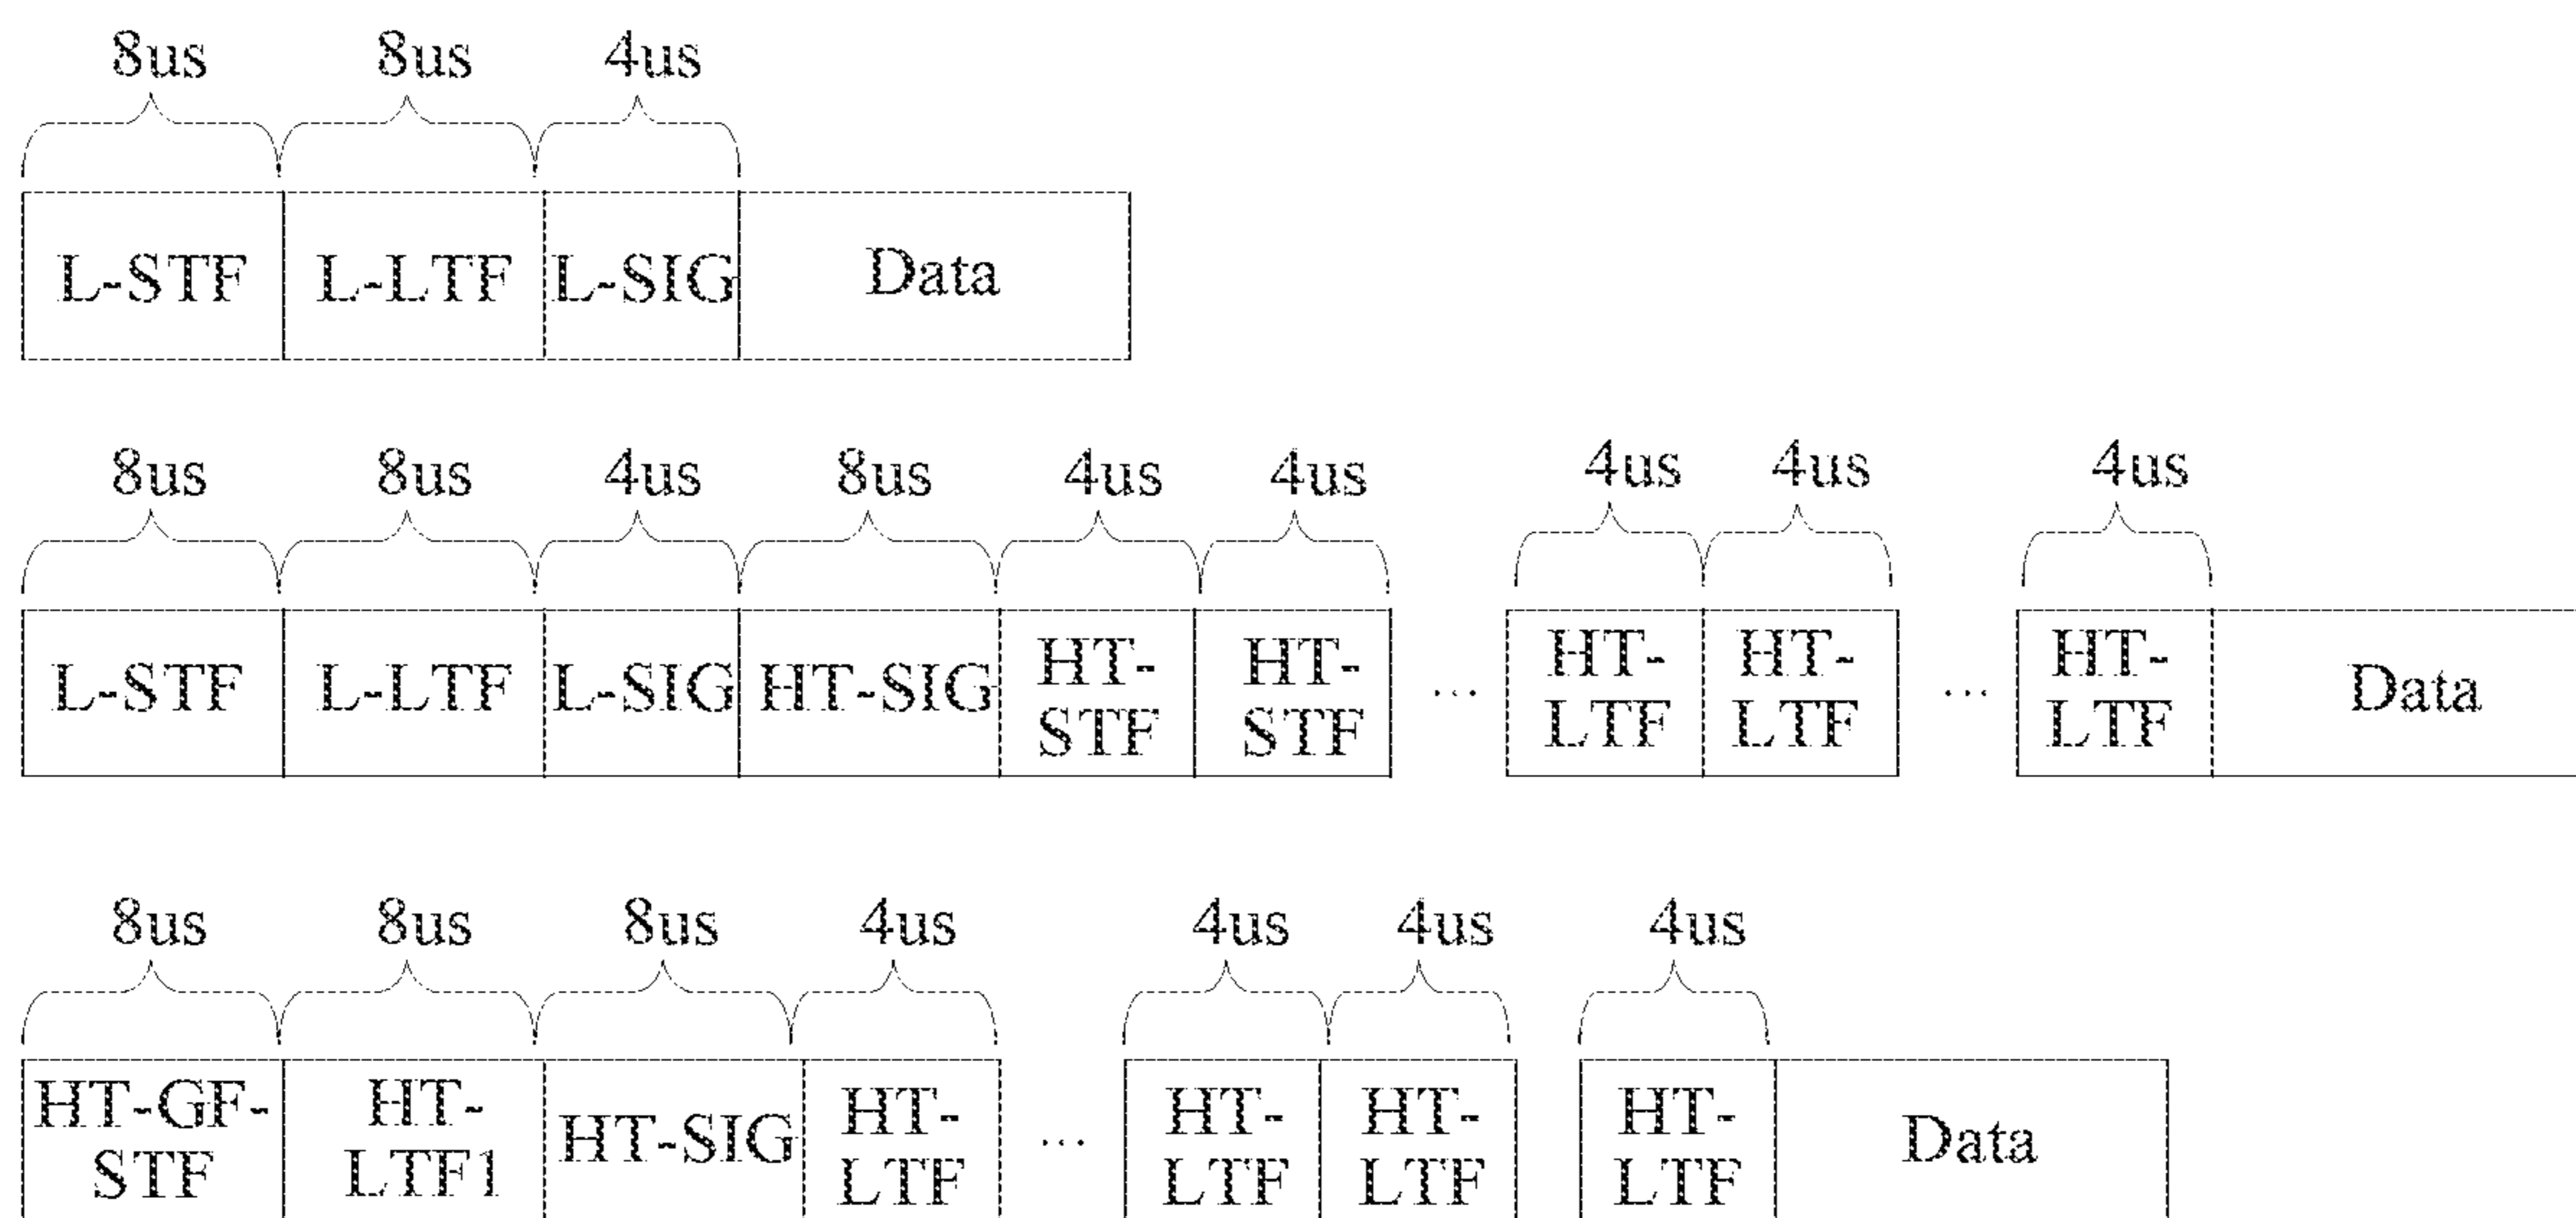 8us 8us 4us
L-STF L-LTF L-SIG Data
8us 8us 4us 8us 4us 4us 4us 4us 4us
L-STF L-LTF L-SIG HT-SIG HT-STF HT-STF ... HT-LTF HT-LTF ... HT-LTF Data
8us 8us 8us 4us 4us 4us 4us
HT-GF-STF HT-LTF1 HT-SIG HT-LTF ... HT-LTF HT-LTF HT-LTF Data